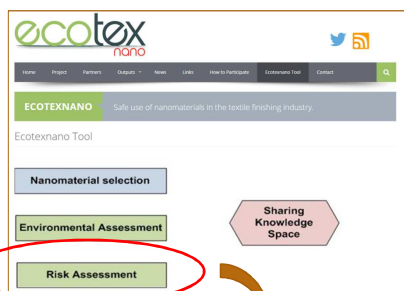 ecotex
nano
Home Project Partners Outputs News Links How to Participate Ecotexnano Tool Contact
ECOTEXNANO Safe use of nanomaterials in the textile finishing industry.
Ecotexnano Tool
Nanomaterial selection
Environmental Assessment
Sharing
Knowledge
Space
Risk Assessment